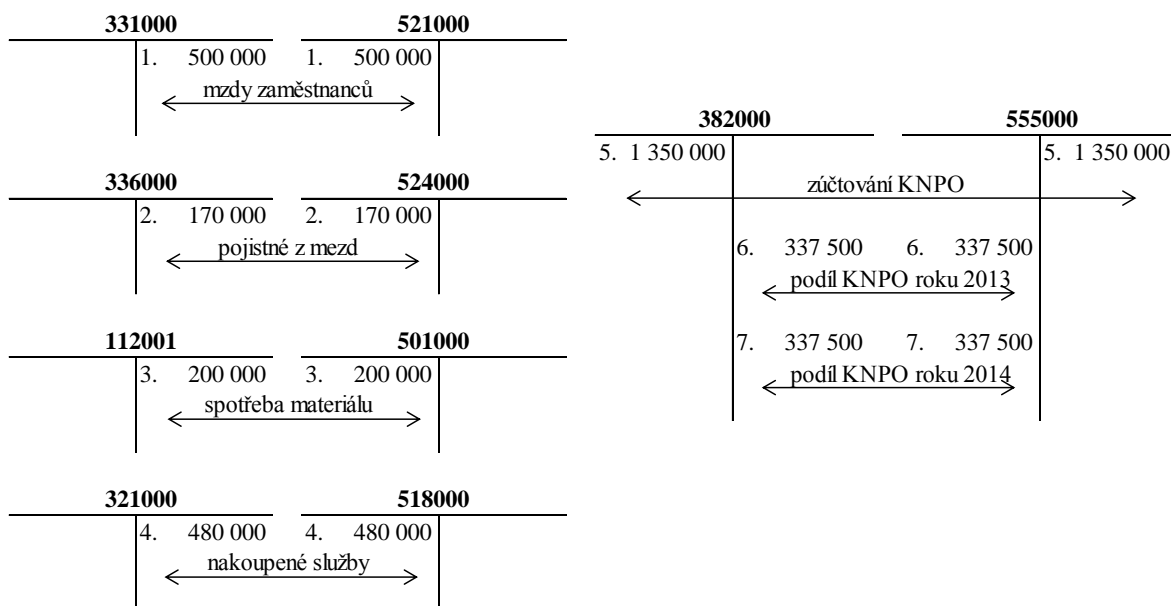 331000 521000
1. 500 000 1. 500 000
mzdy zaměstnanců
336000 524000
2. 170 000 2. 170 000
pojistné z mezd
112001 501000
3. 200 000 3. 200 000
spotřeba materiálu
321000 518000
4. 480 000 4. 480 000
nakoupené služby
382000 555000
5. 1 350 000 5. 1 350 000
zúčtování KNPO
6. 337 500 6. 337 500
podíl KNPO roku 2013
7. 337 500 7. 337 500
podíl KNPO roku 2014